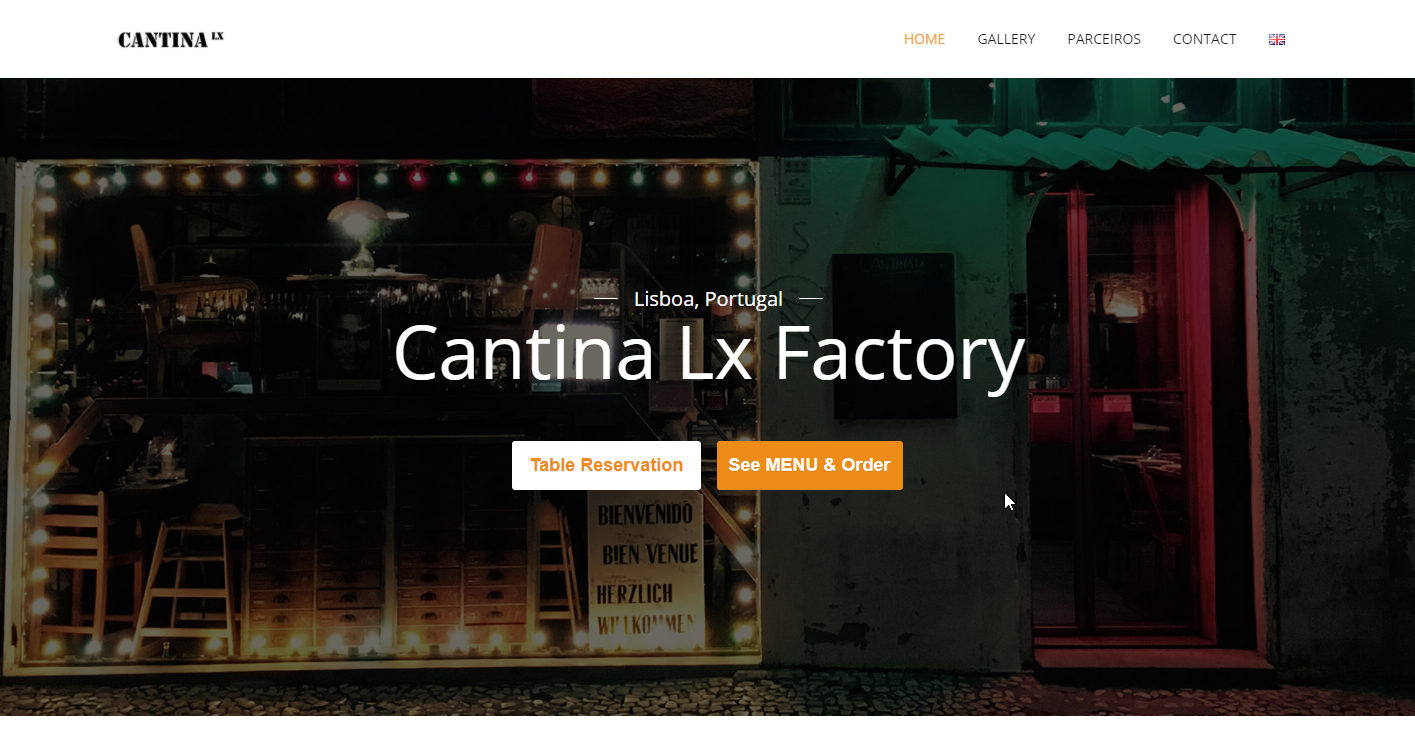 CANTINA LX
HOME
GALLERY
PARCEIROS
CONTACT
Lisboa, Portugal
Cantina Lx Factory
Table Reservation
See MENU & Order
BIENVENIDO
BIEN VENUE
HERZLICH
WILLKOMMEN